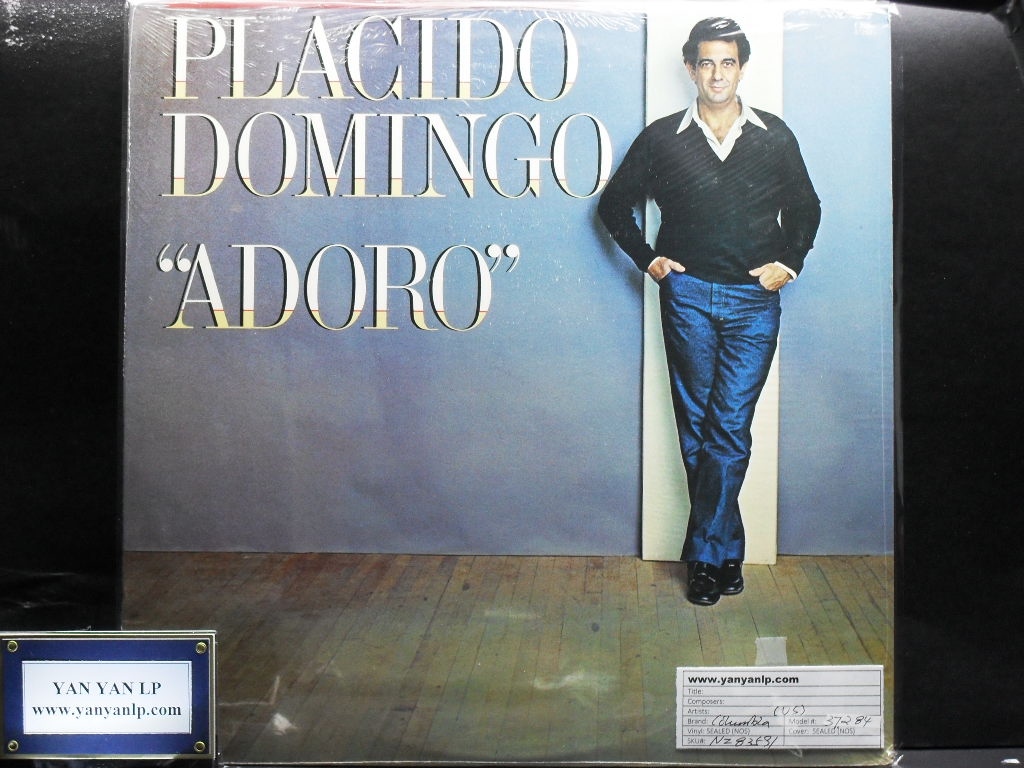 PLACIDO
DOMINGO
“ADORO”
YAN YAN LP
www.yanyanlp.com
www.yanyanlp.com
Title:
Composers:
Artists: (US)
Brand: Columbia Model #: 37284
Vinyl: SEALED (NOS) Cover: SEALED (NOS)
SKU#: